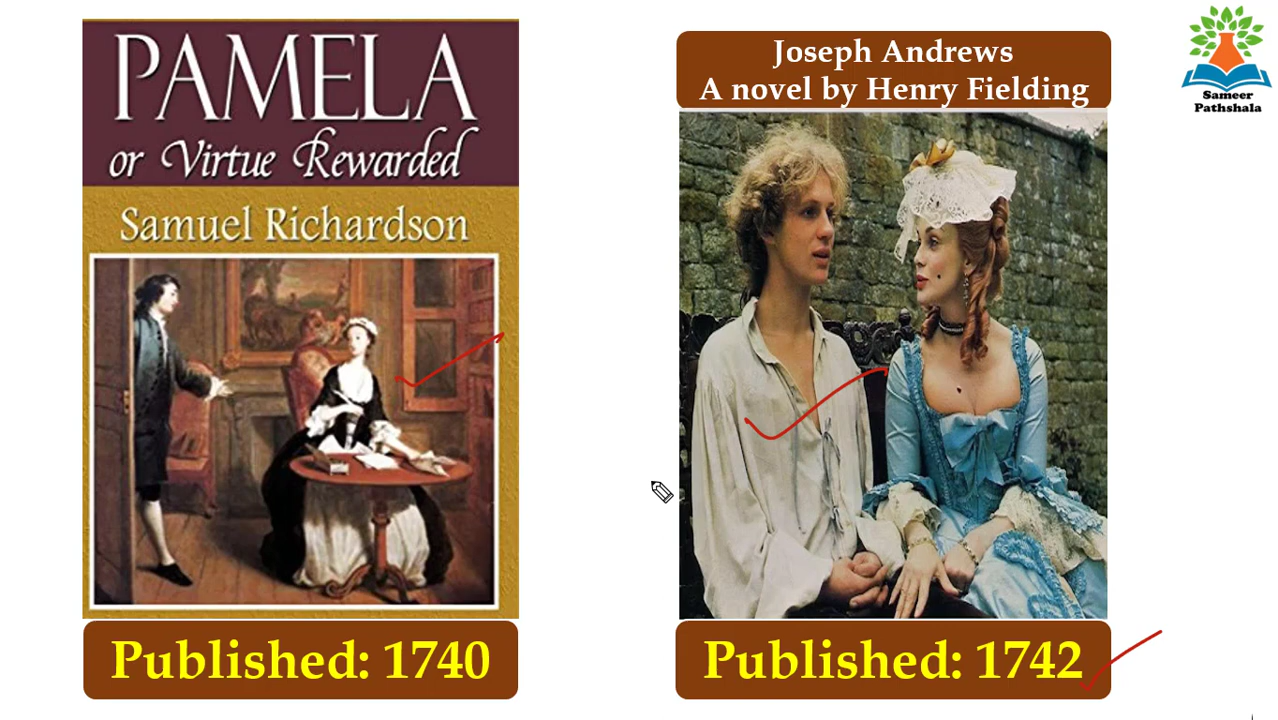 PAMELA
or Virtue Rewarded
Samuel Richardson
Published: 1740
Joseph Andrews
A novel by Henry Fielding
Published: 1742
Sameer
Pathshala